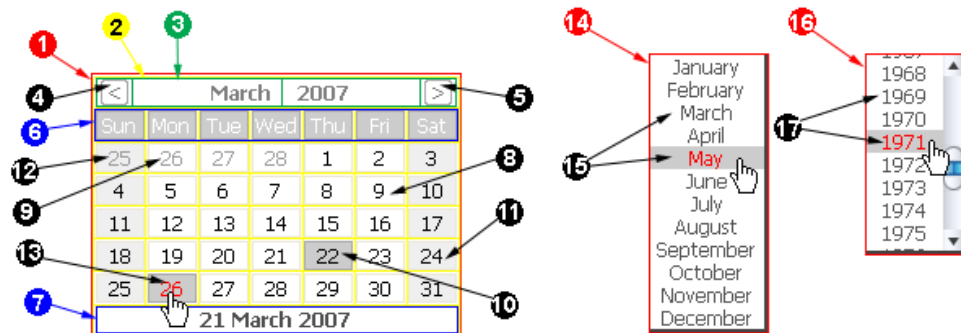 1 2 3 14 16
4 < March 2007 > 5
6 Sun Mon Tue Wed Thu Fri Sat
12 25 26 27 28 1 2 3
9 4 5 6 7 8 9 10 8
11 12 13 14 15 16 17 11
13 18 19 20 21 22 23 24
25 26 27 28 29 30 31 10
7 21 March 2007
January
February
March
April
15 May
June
July
August
September
October
November
December
1968
1969
17 1970
1971
1972
1973
1974
1975